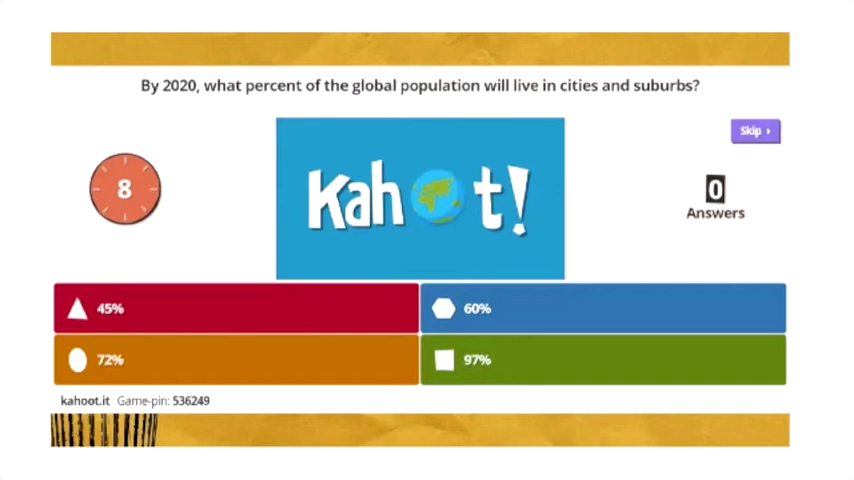 By 2020, what percent of the global population will live in cities and suburbs?
Skip
8
Kahoot!
0
Answers
45%
60%
72%
97%
kahoot.it Game-pin: 536249